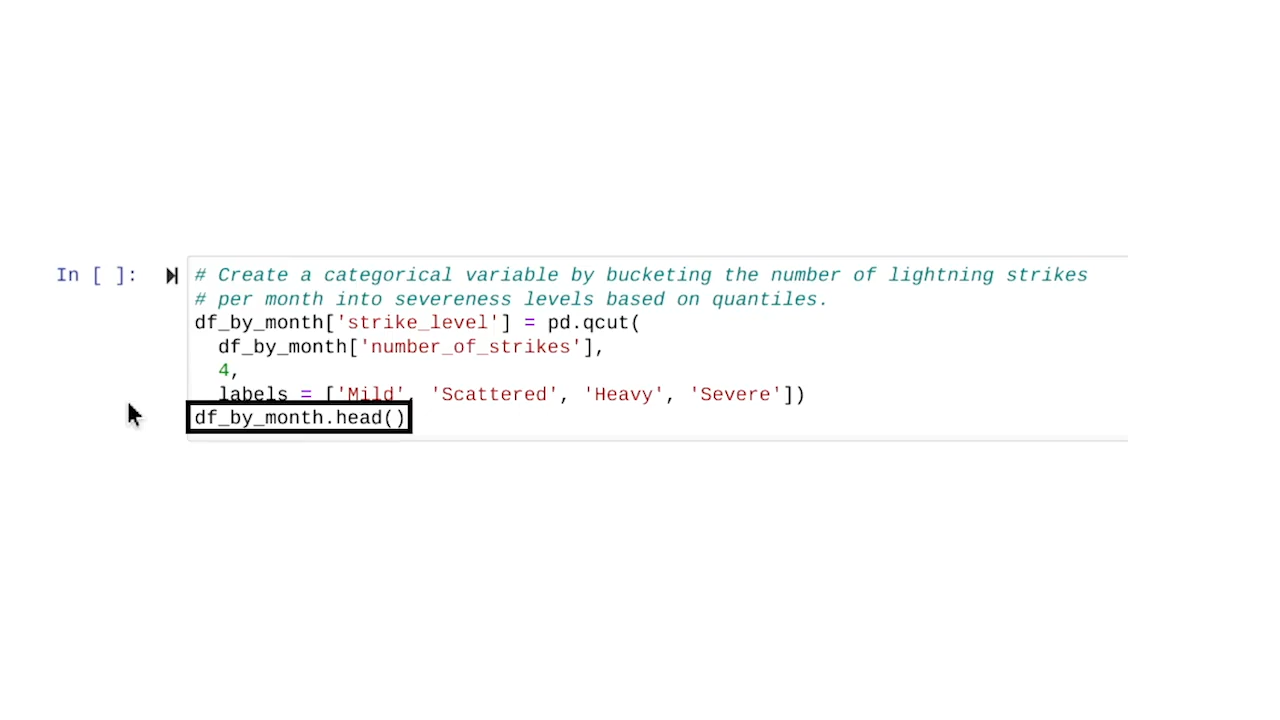 In [ ]:
# Create a categorical variable by bucketing the number of lightning strikes
# per month into severeness levels based on quantiles.
df_by_month['strike_level'] = pd.qcut(
  df_by_month['number_of_strikes'],
  4,
  labels = ['Mild', 'Scattered', 'Heavy', 'Severe'])
df_by_month.head()